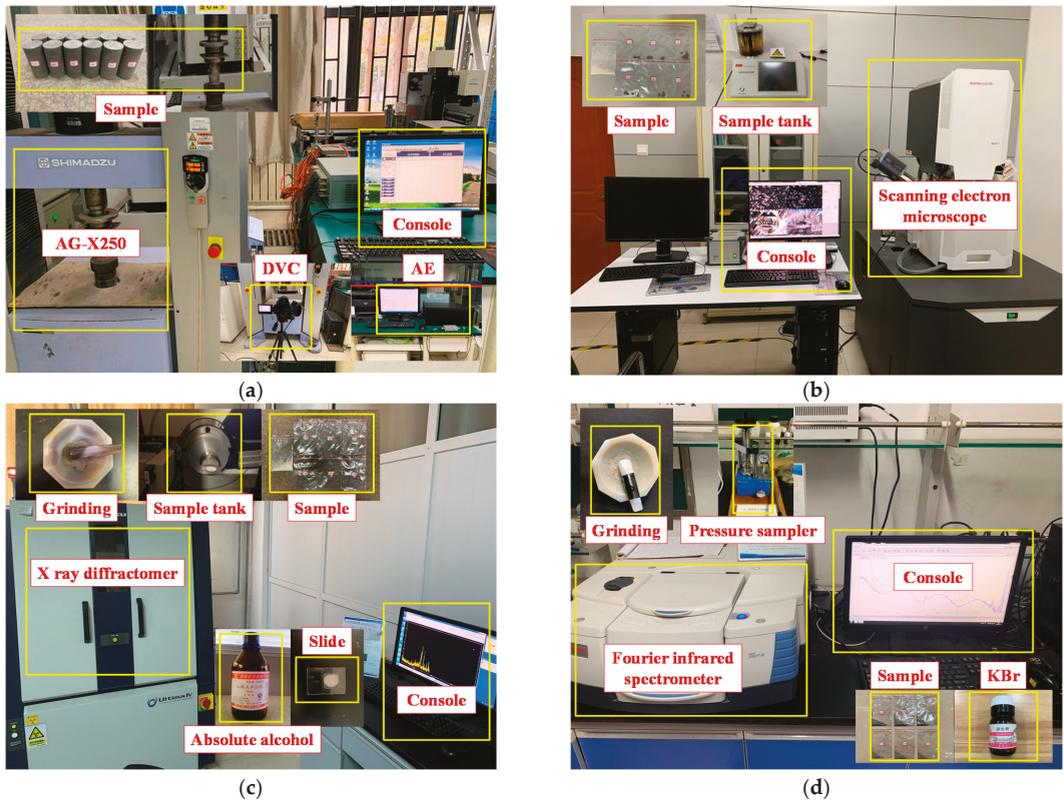 Sample
SHIMADZU
AG-X250
Console
DVC
AE
(a)
Sample
Sample tank
Scanning electron
microscope
Console
(b)
Grinding
Sample tank
Sample
X ray diffractomer
Slide
Console
Ultima IV
Absolute alcohol
(c)
Grinding
Pressure sampler
Console
Fourier infrared
spectrometer
Sample
KBr
(d)